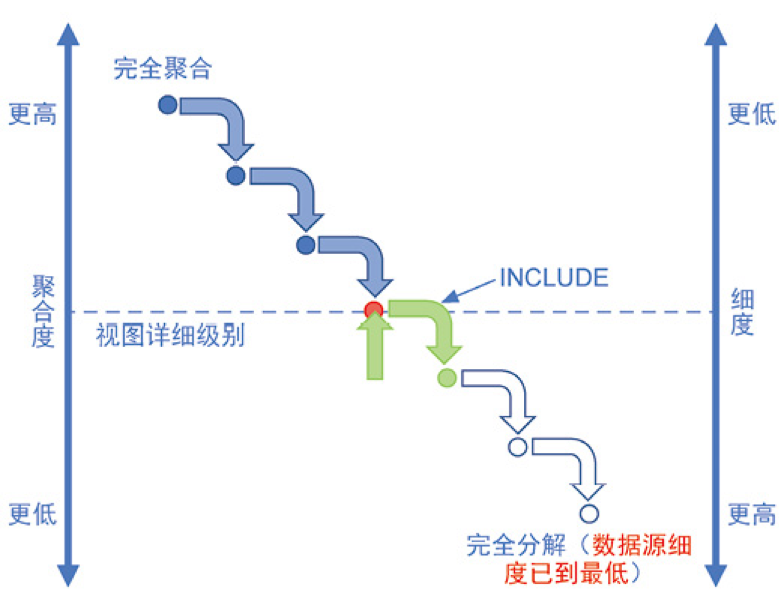 完全聚合
更高
更低
INCLUDE
聚合度
细度
视图详细级别
更低
更高
完全分解（数据源细
度已到最低）